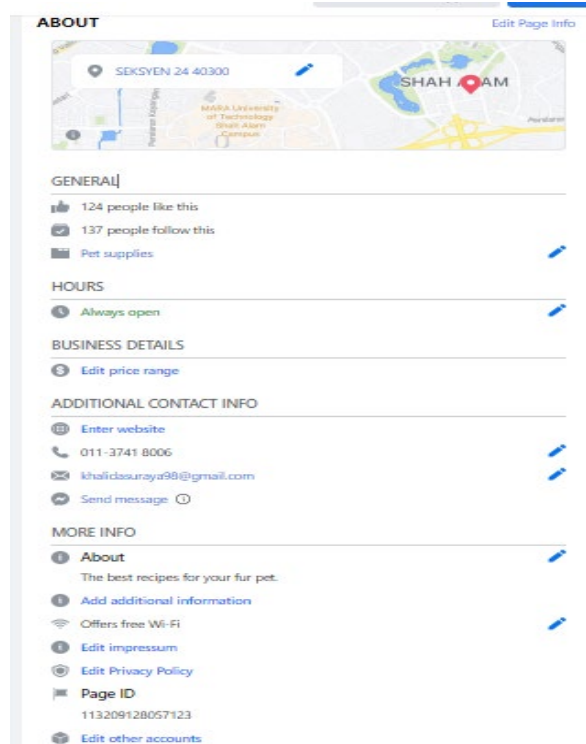 ABOUT
Edit Page Info
SEKSYEN 24 40300
SHAH ALAM
MARA University
of Technology
Shah Alam
Campus
GENERAL
124 people like this
137 people follow this
Pet supplies
HOURS
Always open
BUSINESS DETAILS
Edit price range
ADDITIONAL CONTACT INFO
Enter website
011-3741 8006
khalidasuraya98@gmail.com
Send message
MORE INFO
About
The best recipes for your fur pet.
Add additional information
Offers free Wi-Fi
Edit impressum
Edit Privacy Policy
Page ID
113209128057123
Edit other accounts